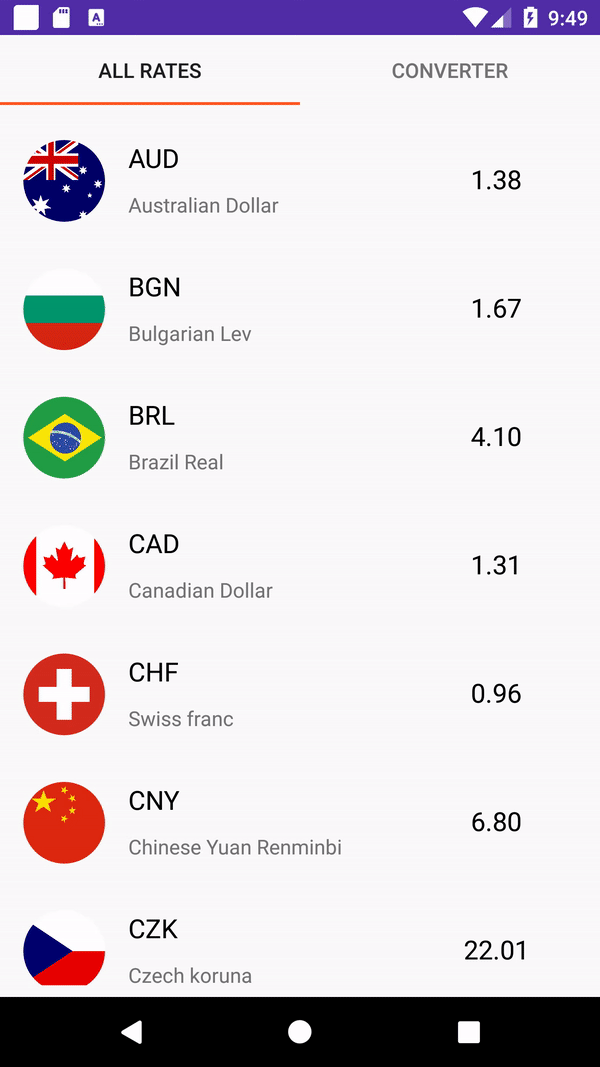 9:49
ALL RATES CONVERTER
AUD
1.38
Australian Dollar
BGN
1.67
Bulgarian Lev
BRL
4.10
Brazil Real
CAD
1.31
Canadian Dollar
CHF
0.96
Swiss franc
CNY
6.80
Chinese Yuan Renminbi
CZK
22.01
Czech koruna